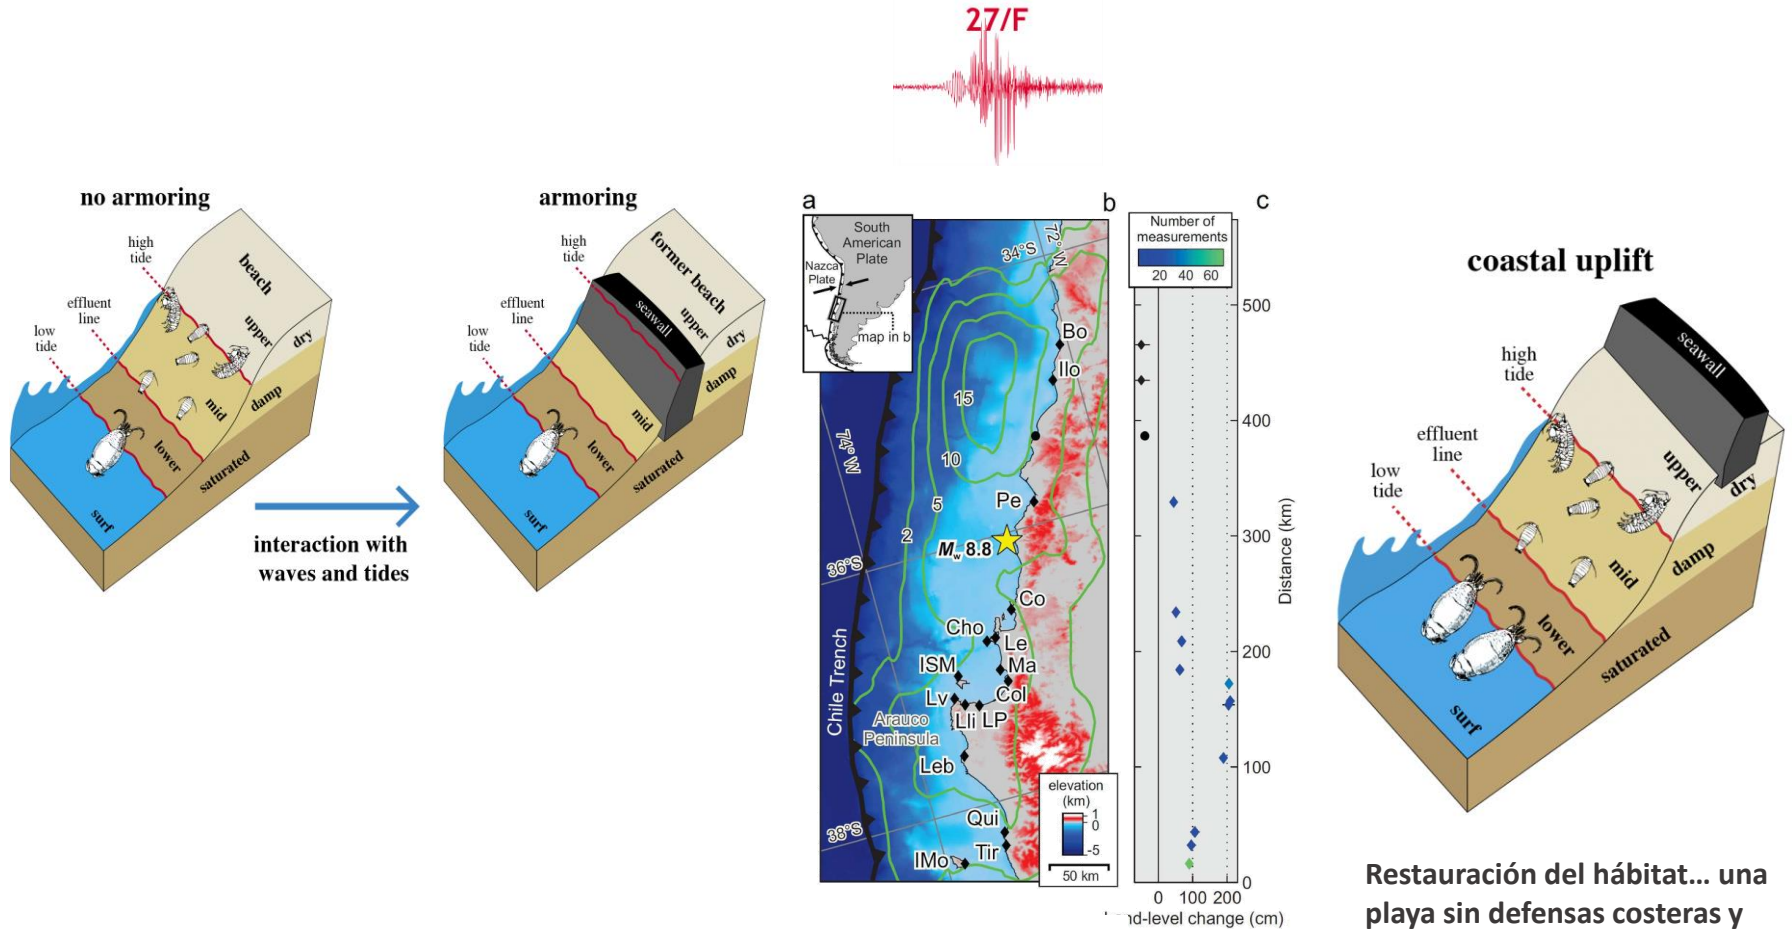 27/F
no armoring
high
tide
effluent
line
low
tide
beach
upper
dry
mid
damp
lower
saturated
surf
interaction with
waves and tides
armoring
high
tide
effluent
line
low
tide
former beach
seawall
upper
dry
damp
mid
lower
saturated
surf
a
South
American
Plate
Nazca
Plate
map in b
b
34°S
72° W
74° W
36°S
38°S
15
10
5
2
Bo
Ilo
Pe
Mw 8.8
Co
Cho
Le
ISM
Ma
Col
Lv
Lli LP
Arauco
Peninsula
Leb
Qui
Tir
IMo
Chile Trench
elevation
(km)
1
0
-5
50 km
c
Number of
measurements
20 40 60
500
400
300
200
100
0
Distance (km)
0 100 200
nd-level change (cm)
coastal uplift
high
tide
effluent
line
low
tide
seawall
upper
dry
mid
damp
lower
saturated
surf
Restauración del hábitat... una
playa sin defensas costeras y